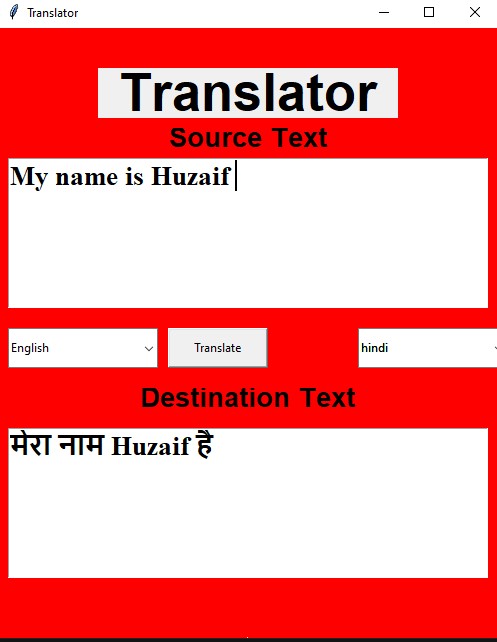 Translator
Translator
Source Text
My name is Huzaif
English
Translate
hindi
Destination Text
मेरा नाम Huzaif है